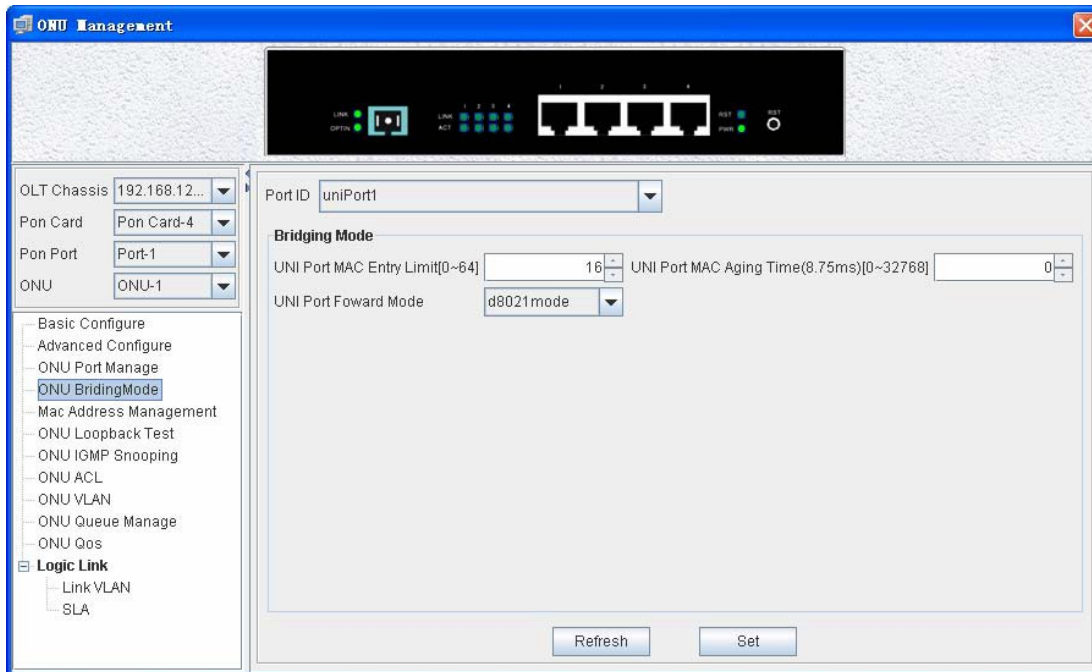 ONU Management
1 2 3 4
LINK
OPTIN
1 2 3 4
LINK
ACT
RST
PWR
RST
OLT Chassis 192.168.12...
Pon Card Pon Card-4
Pon Port Port-1
ONU ONU-1
Basic Configure
Advanced Configure
ONU Port Manage
ONU BridingMode
Mac Address Management
ONU Loopback Test
ONU IGMP Snooping
ONU ACL
ONU VLAN
ONU Queue Manage
ONU Qos
Logic Link
Link VLAN
SLA
Port ID uniPort1
Bridging Mode
UNI Port MAC Entry Limit[0~64] 16 UNI Port MAC Aging Time(8.75ms)[0~32768] 0
UNI Port Foward Mode d8021mode
Refresh Set